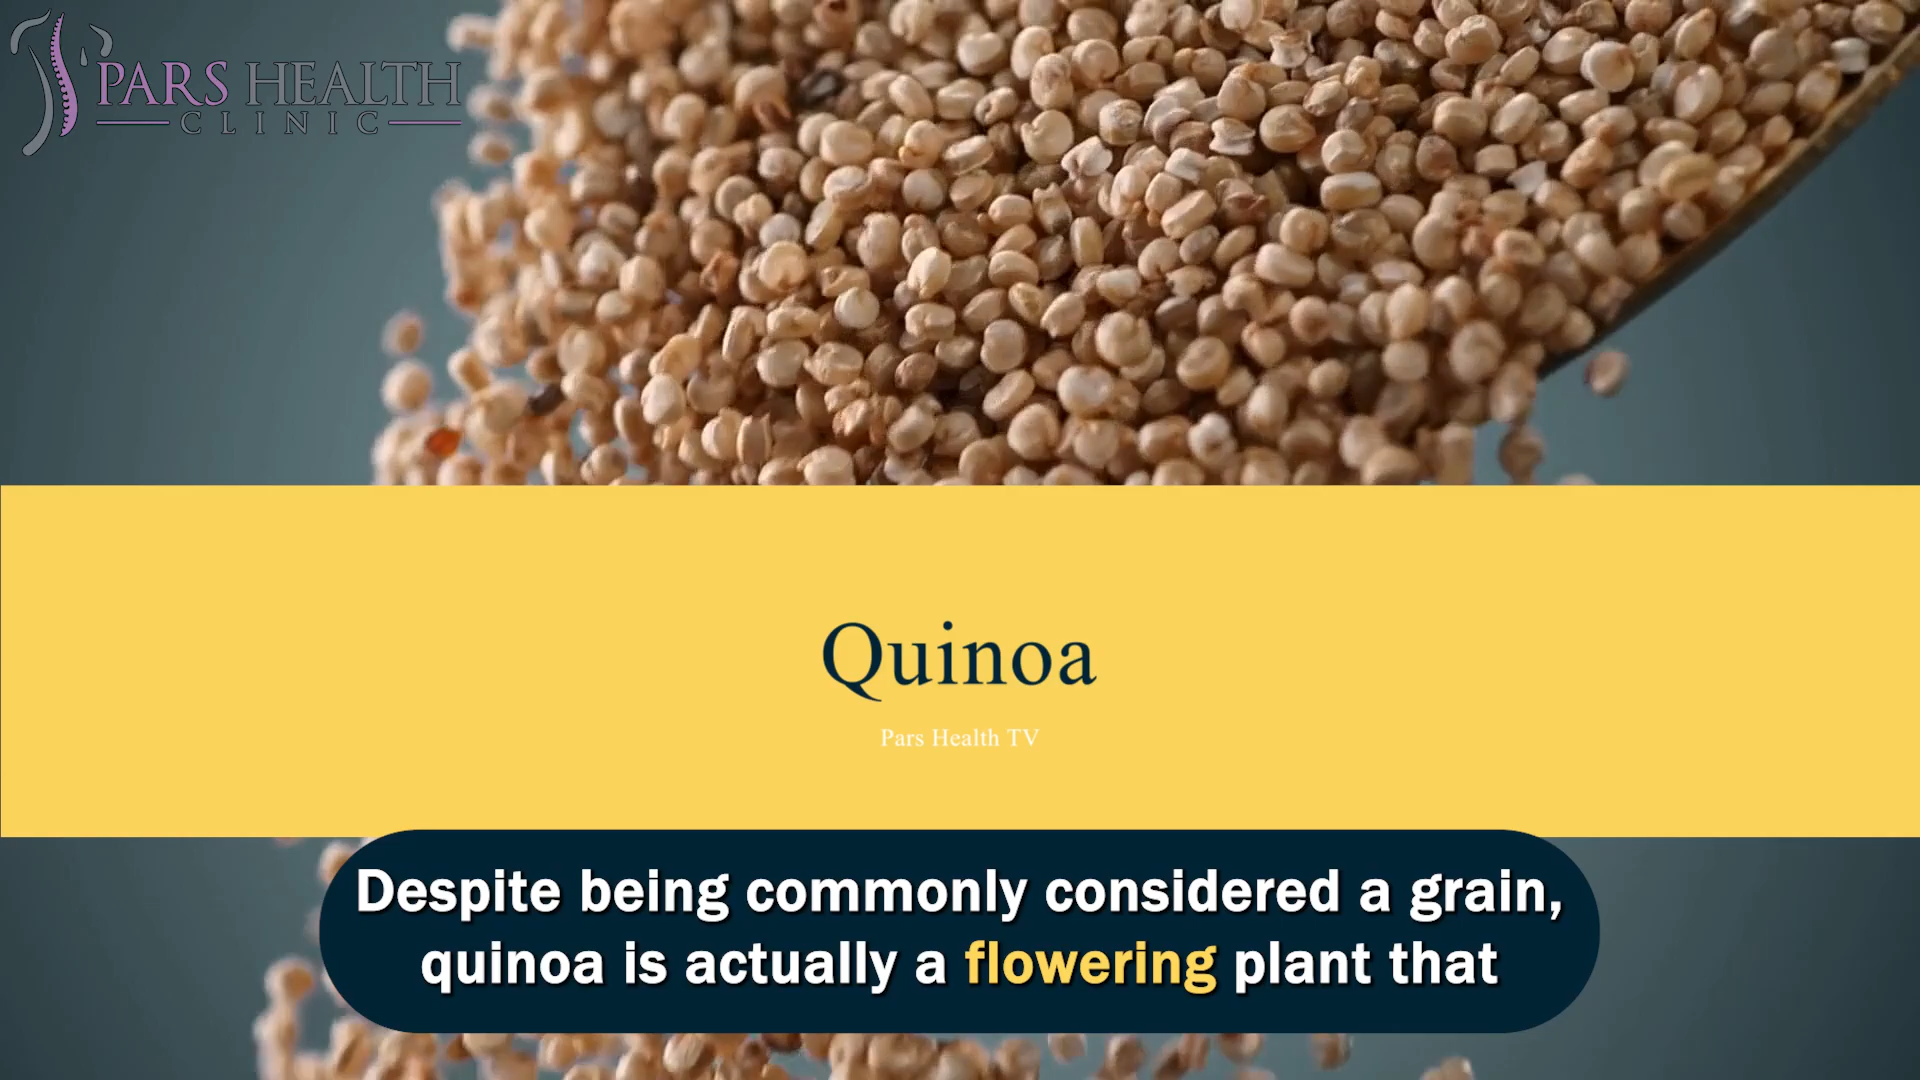 PARS HEALTH
CLINIC
Quinoa
Pars Health TV
Despite being commonly considered a grain,
quinoa is actually a flowering plant that